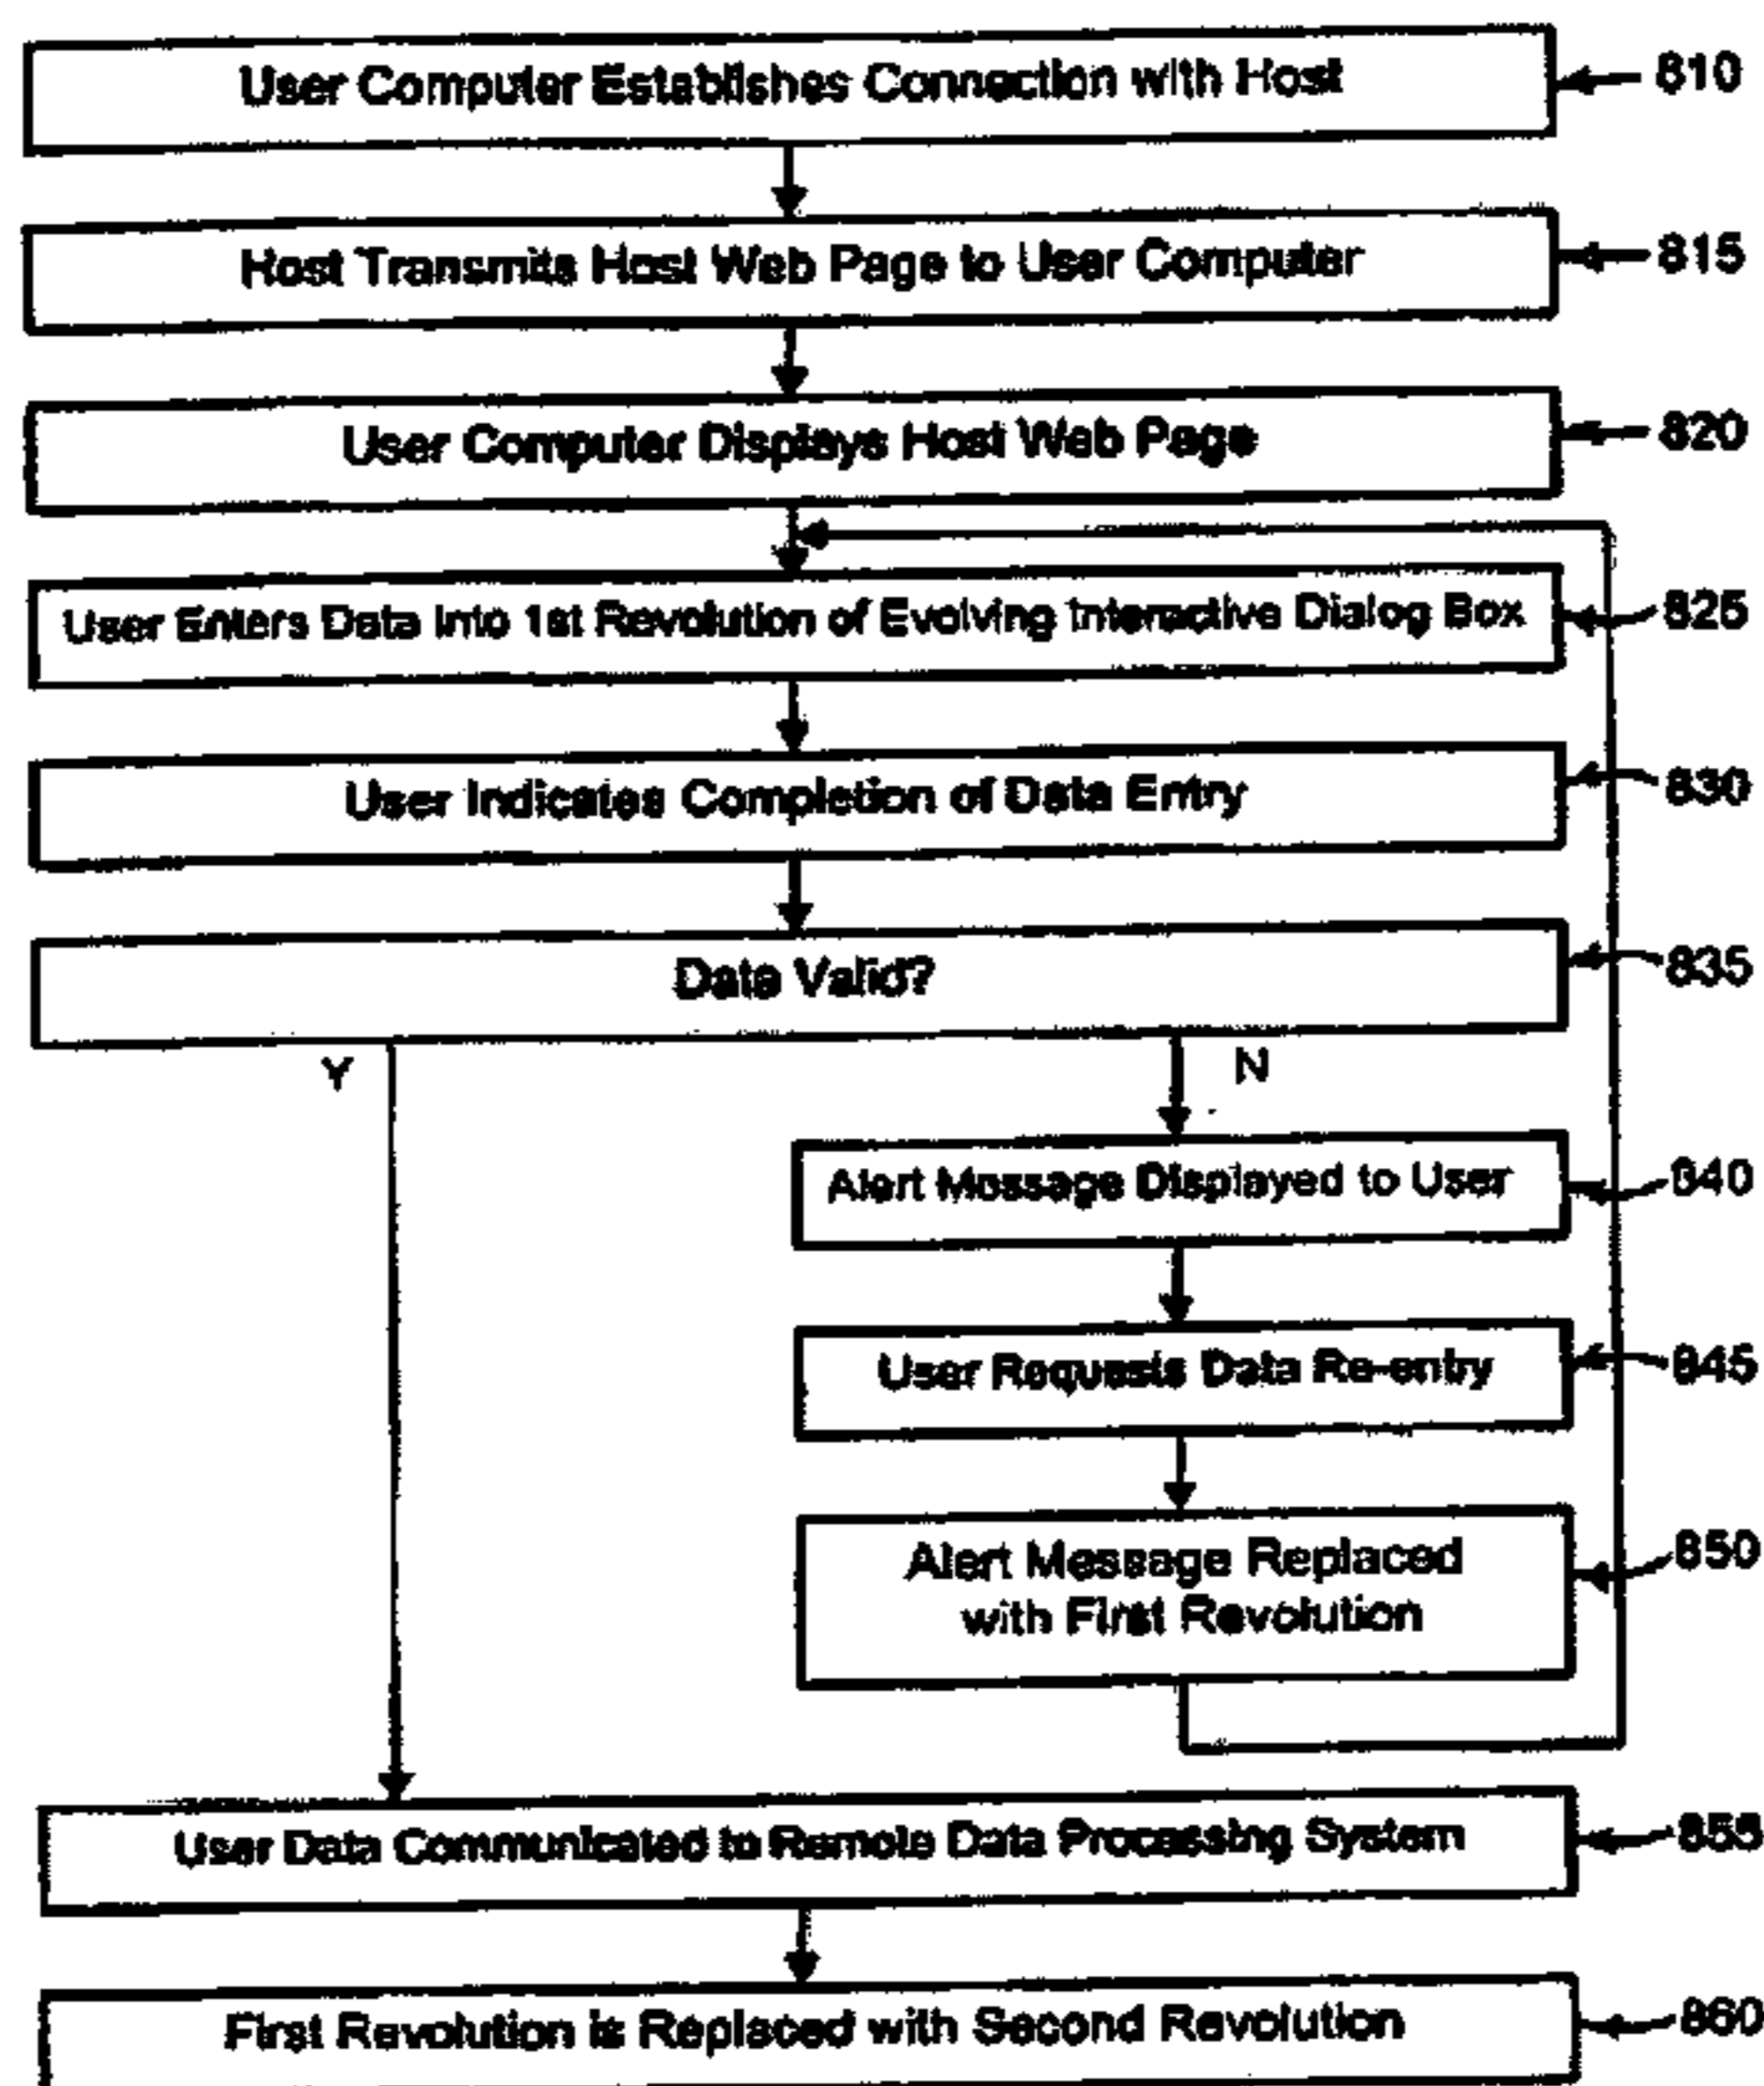 User Computer Establishes Connection with Host
810
Host Transmits Host Web Page to User Computer
815
User Computer Displays Host Web Page
820
User Enters Data Into 1st Revolution of Evolving Interactive Dialog Box
825
User Indicates Completion of Data Entry
830
Data Valid?
835
Y
N
Alert Message Displayed to User
840
User Requests Data Re-entry
845
Alert Message Replaced
with First Revolution
850
User Data Communicated to Remote Data Processing System
855
First Revolution is Replaced with Second Revolution
860